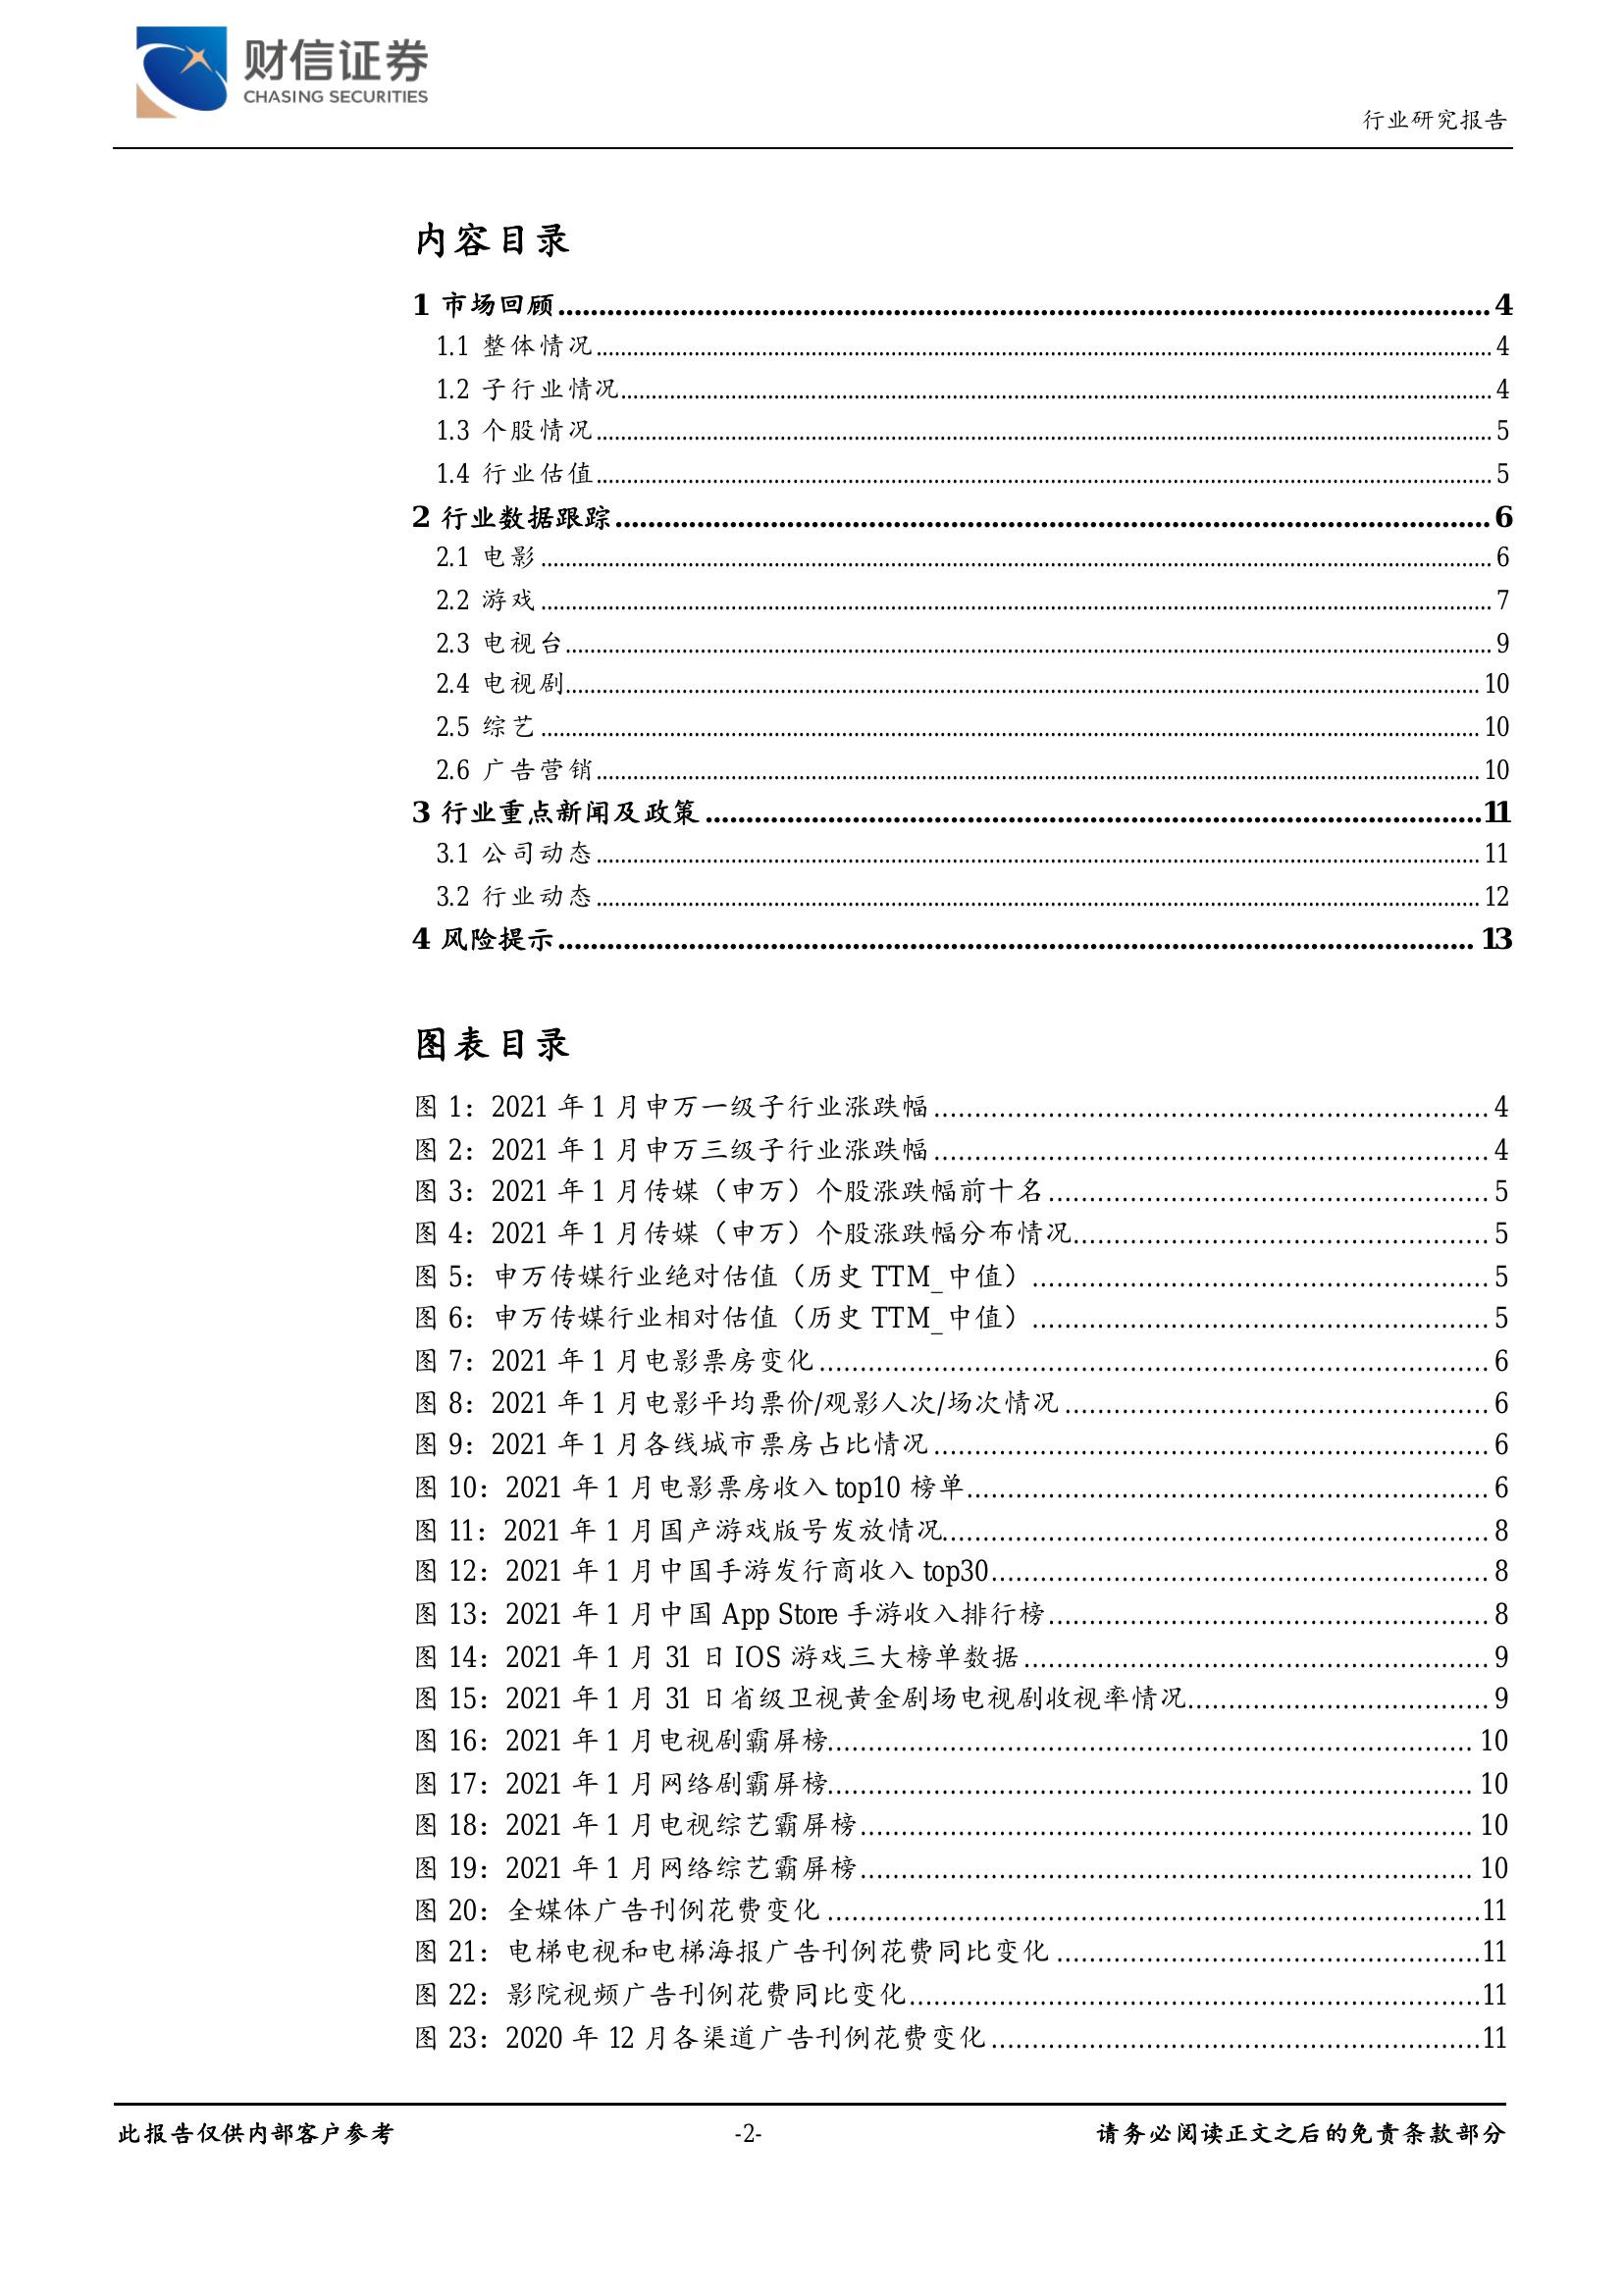 财信证券
CHASING SECURITIES
行业研究报告
内容目录
1 市场回顾........................................ 4
1.1 整体情况........................................ 4
1.2 子行业情况........................................ 4
1.3 个股情况........................................ 5
1.4 行业估值........................................ 5
2 行业数据跟踪........................................ 6
2.1 电影........................................ 6
2.2 游戏........................................ 7
2.3 电视台........................................ 9
2.4 电视剧........................................ 10
2.5 综艺........................................ 10
2.6 广告营销........................................ 10
3 行业重点新闻及政策........................................ 11
3.1 公司动态........................................ 11
3.2 行业动态........................................ 12
4 风险提示........................................ 13
图表目录
图 1：2021 年 1 月申万一级子行业涨跌幅........................................ 4
图 2：2021 年 1 月申万三级子行业涨跌幅........................................ 4
图 3：2021 年 1 月传媒（申万）个股涨跌幅前十名........................................ 5
图 4：2021 年 1 月传媒（申万）个股涨跌幅分布情况........................................ 5
图 5：申万传媒行业绝对估值（历史 TTM_中值）........................................ 5
图 6：申万传媒行业相对估值（历史 TTM_中值）........................................ 5
图 7：2021 年 1 月电影票房变化........................................ 6
图 8：2021 年 1 月电影平均票价/观影人次/场次情况........................................ 6
图 9：2021 年 1 月各线城市票房占比情况........................................ 6
图 10：2021 年 1 月电影票房收入 top10 榜单........................................ 6
图 11：2021 年 1 月国产游戏版号发放情况........................................ 8
图 12：2021 年 1 月中国手游发行商收入 top30........................................ 8
图 13：2021 年 1 月中国 App Store 手游收入排行榜........................................ 8
图 14：2021 年 1 月 31 日 IOS 游戏三大榜单数据........................................ 9
图 15：2021 年 1 月 31 日省级卫视黄金剧场电视剧收视率情况........................................ 9
图 16：2021 年 1 月电视剧霸屏榜........................................ 10
图 17：2021 年 1 月网络剧霸屏榜........................................ 10
图 18：2021 年 1 月电视综艺霸屏榜........................................ 10
图 19：2021 年 1 月网络综艺霸屏榜........................................ 10
图 20：全媒体广告刊例花费变化........................................ 11
图 21：电梯电视和电梯海报广告刊例花费同比变化........................................ 11
图 22：影院视频广告刊例花费同比变化........................................ 11
图 23：2020 年 12 月各渠道广告刊例花费变化........................................ 11
此报告仅供内部客户参考 -2- 请务必阅读正文之后的免责条款部分